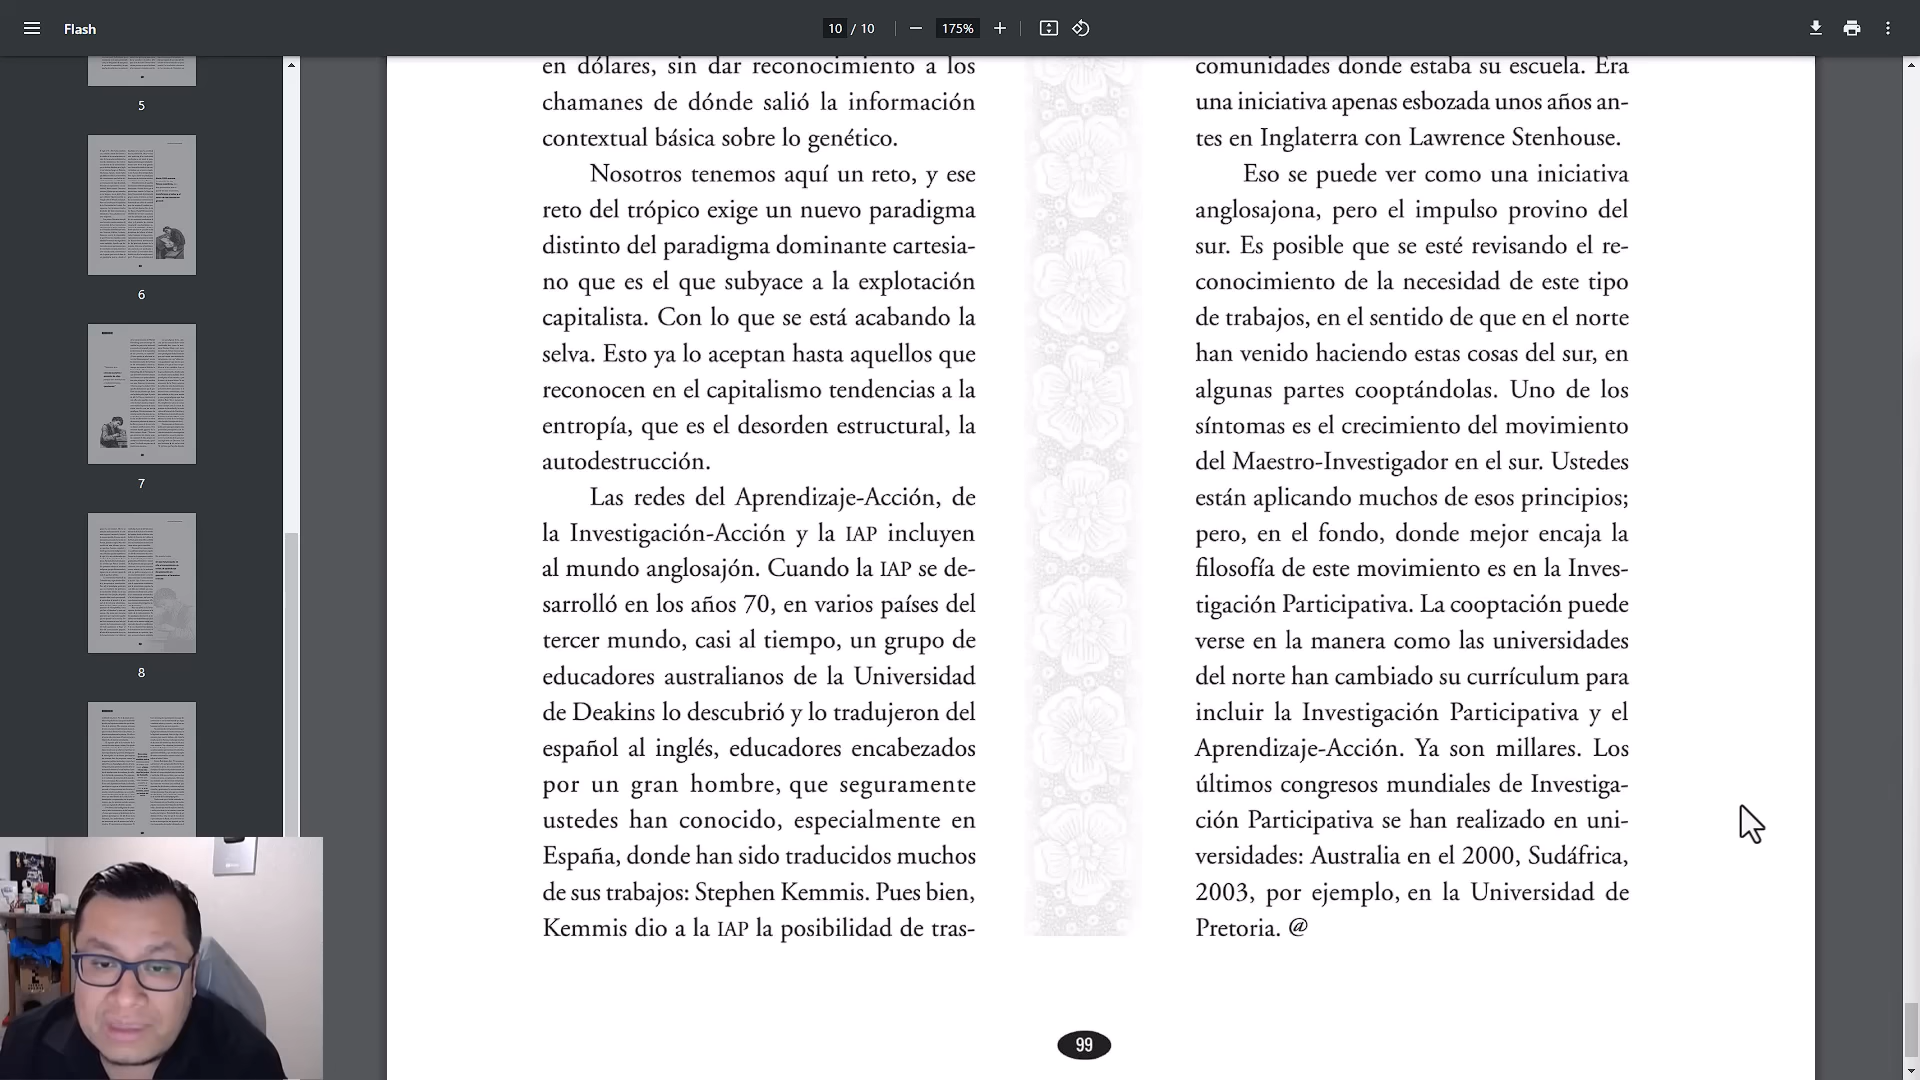 Flash
10 / 10
175%
5
6
7
8
en dólares, sin dar reconocimiento a los
chamanes de dónde salió la información
contextual básica sobre lo genético.
Nosotros tenemos aquí un reto, y ese
reto del trópico exige un nuevo paradigma
distinto del paradigma dominante cartesia-
no que es el que subyace a la explotación
capitalista. Con lo que se está acabando la
selva. Esto ya lo aceptan hasta aquellos que
reconocen en el capitalismo tendencias a la
entropía, que es el desorden estructural, la
autodestrucción.
Las redes del Aprendizaje-Acción, de
la Investigación-Acción y la IAP incluyen
al mundo anglosajón. Cuando la IAP se de-
sarrolló en los años 70, en varios países del
tercer mundo, casi al tiempo, un grupo de
educadores australianos de la Universidad
de Deakins lo descubrió y lo tradujeron del
español al inglés, educadores encabezados
por un gran hombre, que seguramente
ustedes han conocido, especialmente en
España, donde han sido traducidos muchos
de sus trabajos: Stephen Kemmis. Pues bien,
Kemmis dio a la IAP la posibilidad de tras-
comunidades donde estaba su escuela. Era
una iniciativa apenas esbozada unos años an-
tes en Inglaterra con Lawrence Stenhouse.
Eso se puede ver como una iniciativa
anglosajona, pero el impulso provino del
sur. Es posible que se esté revisando el re-
conocimiento de la necesidad de este tipo
de trabajos, en el sentido de que en el norte
han venido haciendo estas cosas del sur, en
algunas partes cooptándolas. Uno de los
síntomas es el crecimiento del movimiento
del Maestro-Investigador en el sur. Ustedes
están aplicando muchos de esos principios;
pero, en el fondo, donde mejor encaja la
filosofía de este movimiento es en la Inves-
tigación Participativa. La cooptación puede
verse en la manera como las universidades
del norte han cambiado su currículum para
incluir la Investigación Participativa y el
Aprendizaje-Acción. Ya son millares. Los
últimos congresos mundiales de Investiga-
ción Participativa se han realizado en uni-
versidades: Australia en el 2000, Sudáfrica,
2003, por ejemplo, en la Universidad de
Pretoria. @
99